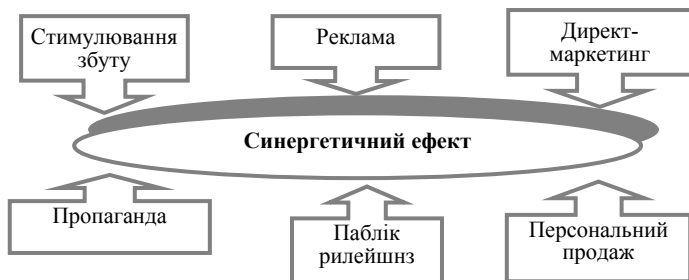 Стимулювання
збуту
Реклама
Директ-
маркетинг
Синергетичний ефект
Пропаганда
Паблік
рилейшнз
Персональний
продаж